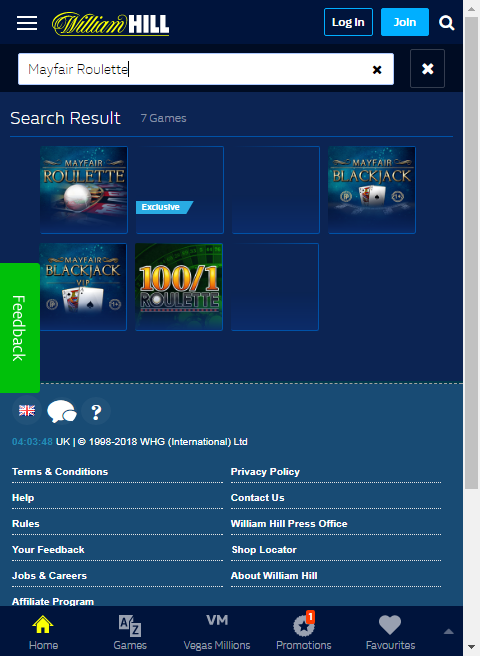 William HILL
Log In
Join
Mayfair Roulette
Search Result
7 Games
MAYFAIR
ROULETTE
Exclusive
MAYFAIR
BLACKJACK
MAYFAIR
BLACKJACK
VIP
100/1
ROULETTE
Feedback
?
04:03:48 UK | © 1998-2018 WHG (International) Ltd
Terms & Conditions
Privacy Policy
Help
Contact Us
Rules
William Hill Press Office
Your Feedback
Shop Locator
Jobs & Careers
About William Hill
Affiliate Program
Home
A Z
Games
VM
Vegas Millions
1
Promotions
Favourites